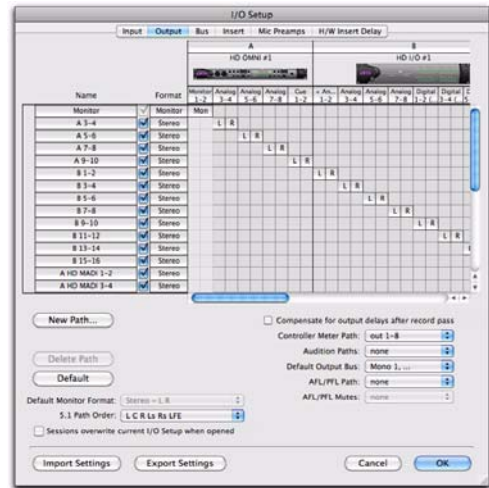 I/O Setup
Input Output Bus Insert Mic Preamps H/W Insert Delay
A B
HD OMNI #1 HD I/O #1
Name Format Monitor 1-2 Analog 3-4 Analog 5-6 Analog 7-8 Cue 1-2 1-2 Analog 3-4 Analog 5-6 Analog 7-8 Digital 1-2 Digital 3-4
Monitor Monitor Mon
A 3-4 Stereo L R
A 5-6 Stereo L R
A 7-8 Stereo L R
A 9-10 Stereo L R
B 1-2 Stereo L R
B 3-4 Stereo L R
B 5-6 Stereo L R
B 7-8 Stereo L R
B 9-10 Stereo L R
B 11-12 Stereo L R
B 13-14 Stereo
B 15-16 Stereo
A HD MADI 1-2 Stereo
A HD MADI 3-4 Stereo
New Path...
Compensate for output delays after record pass
Controller Meter Path: out 1-8
Delete Path
Audition Paths: none
Default
Default Output Bus: Mono 1, ...
AFL/PFL Path: none
Default Monitor Format: Stereo - L R
AFL/PFL Mutes: none
5.1 Path Order: L C R Ls Rs LFE
Sessions overwrite current I/O Setup when opened
Import Settings Export Settings Cancel OK